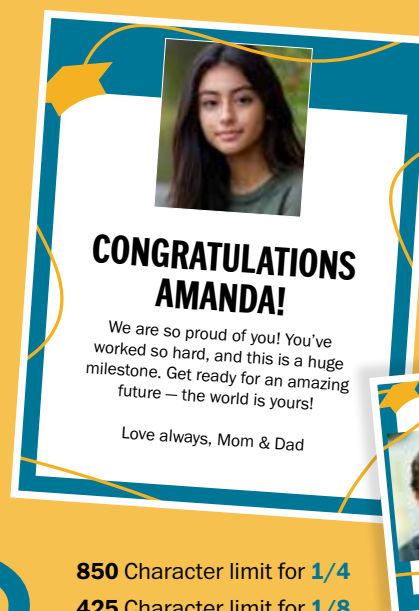 CONGRATULATIONS
AMANDA!
We are so proud of you! You've
worked so hard, and this is a huge
milestone. Get ready for an amazing
future — the world is yours!
Love always, Mom & Dad
850 Character limit for 1/4
425 Character limit for 1/8